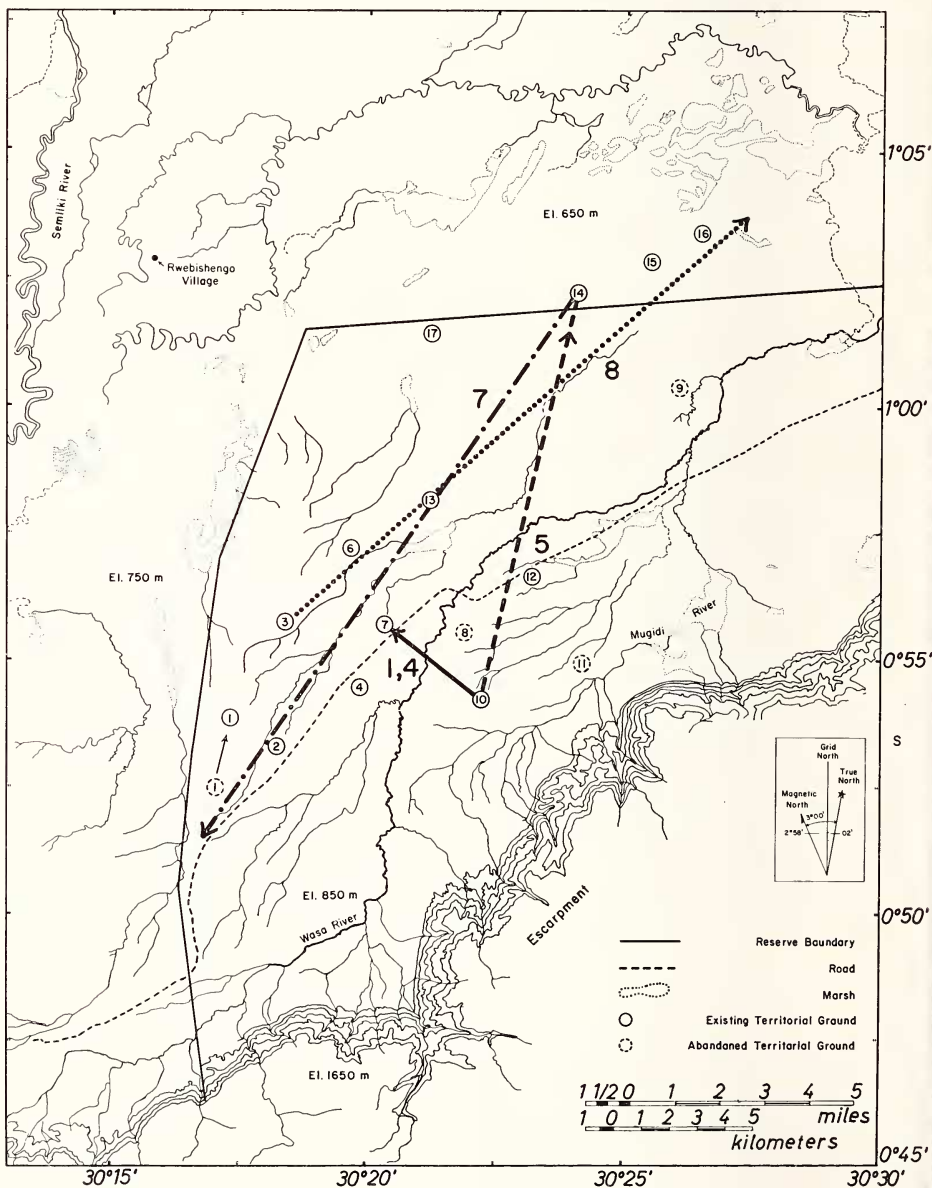 1°05'
Semliki River
El. 650 m
16
15
Rwebishengo
Village
14
17
8
7
9
1°00'
13
5
6
El. 750 m
12
3
7
8
Mugidi River
0°55'
1,4
11
4
10
1
2
S
1
Grid
North
True
North
Magnetic
North
3°00'
2°58'
02'
El. 850 m
Escarpment
0°50'
Wasa River
Reserve Boundary
Road
Marsh
Existing Territorial Ground
Abandaned Territarial Ground
El. 1650 m
1 1/2 0 1 2 3 4 5
miles
1 0 1 2 3 4 5
kilometers
0°45'
30°15' 30°20' 30°25' 30°30'